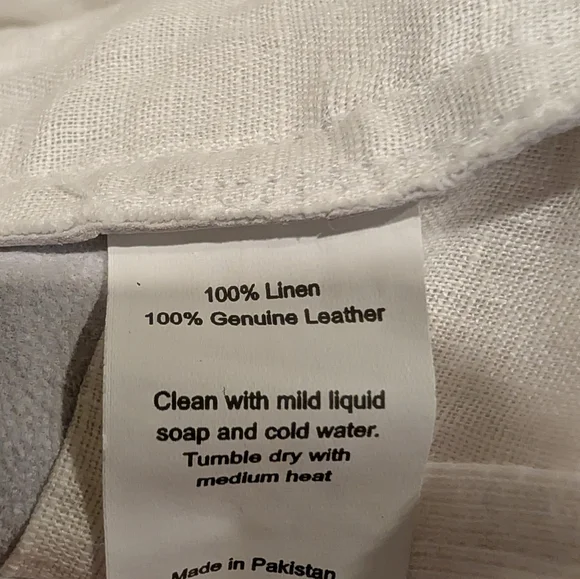 100% Linen
100% Genuine Leather
Clean with mild liquid
soap and cold water.
Tumble dry with
medium heat
Made in Pakistan